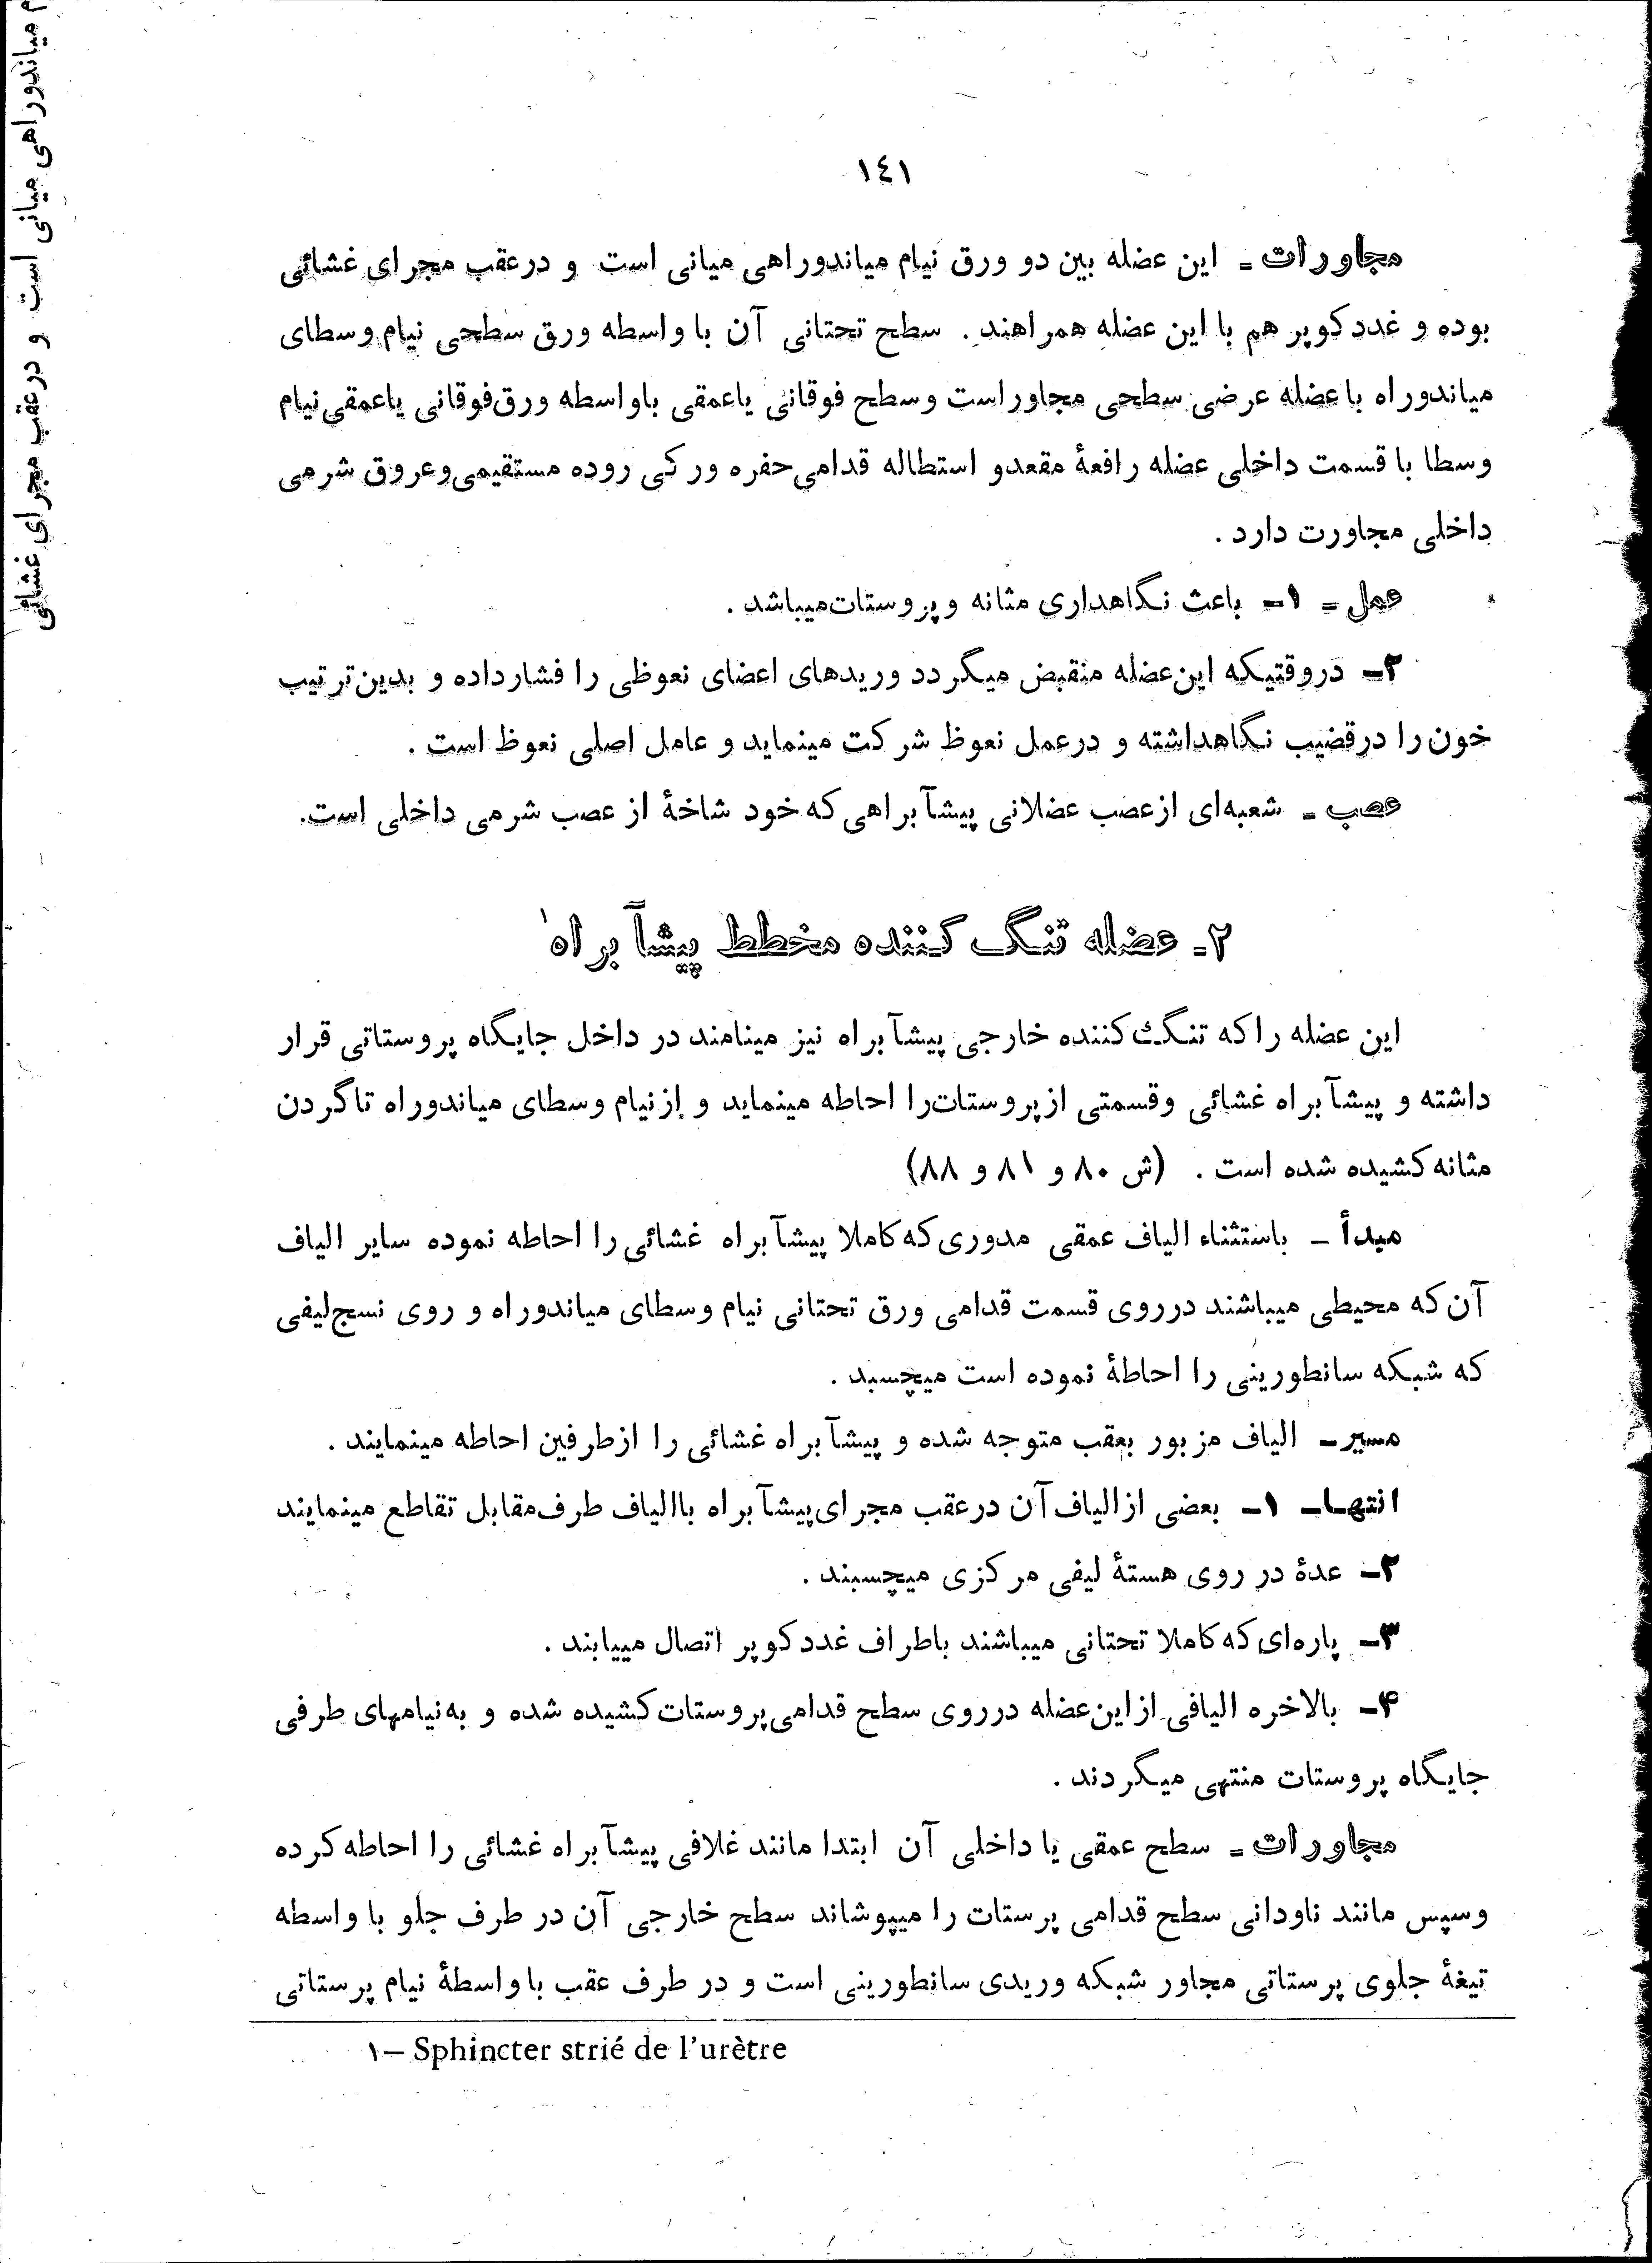 ۱٤۱
مجاورات ـ این عضله بین دو ورق نیام میاندوراهی میانی است و درعقب مجرای غشائی
بوده و غدد کوپر هم با این عضله همراهند . سطح تحتانی آن با واسطه ورق سطحی نیام وسطای
میاندوراه با عضله عرضی سطحی مجاوراست وسطح فوقانی یاعمقی باواسطه ورق فوقانی یاعمقی نیام
وسطا با قسمت داخلی عضله رافعهٔ مقعدو استطاله قدامی حفره ورکی روده مستقیمی وعروق شرمی
داخلی مجاورت دارد .
عمل ـ ۱ـ باعث نگاهداری مثانه و پروستات میباشد .
۲ـ دروقتیکه این عضله منقبض میگردد وریدهای اعضای نعوظی را فشارداده و بدین ترتیب
خون را درقضیب نگاهداشته و درعمل نعوظ شرکت مینماید و عامل اصلی نعوظ است .
عصب ـ شعبه‌ای ازعصب عضلانی پیشآبراهی که خود شاخهٔ از عصب شرمی داخلی است.
۲ـ عضله تنگ کننده مخطط پیشآبراه۱
این عضله را که تنگ کننده خارجی پیشآبراه نیز مینامند در داخل جایگاه پروستاتی قرار
داشته و پیشآبراه غشائی وقسمتی ازپروستات‌را احاطه مینماید و ازنیام وسطای میاندوراه تاگردن
مثانه کشیده شده است . (ش ۸۰ و ۸۱ و ۸۸)
مبدأ ـ باستثناء الیاف عمقی مدوری که کاملا پیشآبراه غشائی را احاطه نموده سایر الیاف
آن که محیطی میباشند درروی قسمت قدامی ورق تحتانی نیام وسطای میاندوراه و روی نسج لیفی
که شبکه سانطورینی را احاطهٔ نموده است میچسبد .
مسیر ـ الیاف مزبور بعقب متوجه شده و پیشآبراه غشائی را ازطرفین احاطه مینمایند .
انتهاـ ۱ـ بعضی ازالیاف آن درعقب مجرای پیشآبراه باالیاف طرف مقابل تقاطع مینمایند
۲ـ عدهٔ در روی هستهٔ لیفی مرکزی میچسبند .
۳ـ پاره‌ای که کاملا تحتانی میباشند باطراف غدد کوپر اتصال مییابند .
۴ـ بالاخره الیافی ازاین عضله درروی سطح قدامی پروستات کشیده شده و به نیامهای طرفی
جایگاه پروستات منتهی میگردند .
مجاورات ـ سطح عمقی یا داخلی آن ابتدا مانند غلافی پیشآبراه غشائی را احاطه کرده
وسپس مانند ناودانی سطح قدامی پرستات را میپوشاند سطح خارجی آن در طرف جلو با واسطه
تیغهٔ جلوی پرستاتی مجاور شبکه وریدی سانطورینی است و در طرف عقب با واسطهٔ نیام پرستاتی
۱— Sphincter strié de l'urètre
میاندوراهی میانی است و درعقب مجرای غشائی